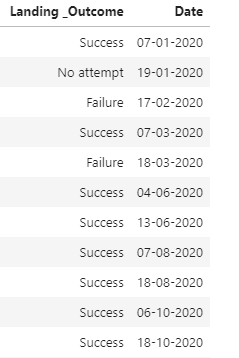 Landing _Outcome Date
Success 07-01-2020
No attempt 19-01-2020
Failure 17-02-2020
Success 07-03-2020
Failure 18-03-2020
Success 04-06-2020
Success 13-06-2020
Success 07-08-2020
Success 18-08-2020
Success 06-10-2020
Success 18-10-2020